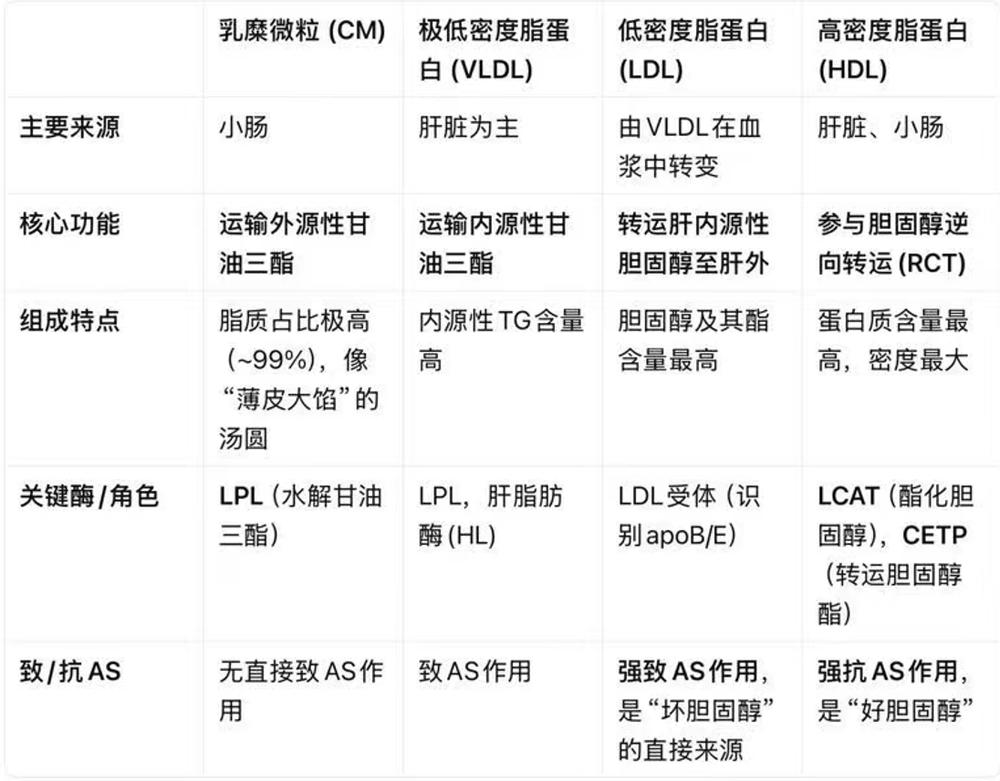 乳糜微粒 (CM)
极低密度脂蛋
白 (VLDL)
低密度脂蛋白
(LDL)
高密度脂蛋白
(HDL)
主要来源
小肠
肝脏为主
由VLDL在血
浆中转变
肝脏、小肠
核心功能
运输外源性甘
油三酯
运输内源性甘
油三酯
转运肝内源性
胆固醇至肝外
参与胆固醇逆
向转运 (RCT)
组成特点
脂质占比极高
(~99%)，像
“薄皮大馅”的
汤圆
内源性TG含量
高
胆固醇及其酯
含量最高
蛋白质含量最
高，密度最大
关键酶/角色
LPL（水解甘油
三酯）
LPL，肝脂肪
酶 (HL)
LDL受体（识
别apoB/E）
LCAT（酯化胆
固醇），CETP
（转运胆固醇
酯）
致/抗AS
无直接致AS作
用
致AS作用
强致AS作用，
是“坏胆固醇”
的直接来源
强抗AS作用，
是“好胆固醇”